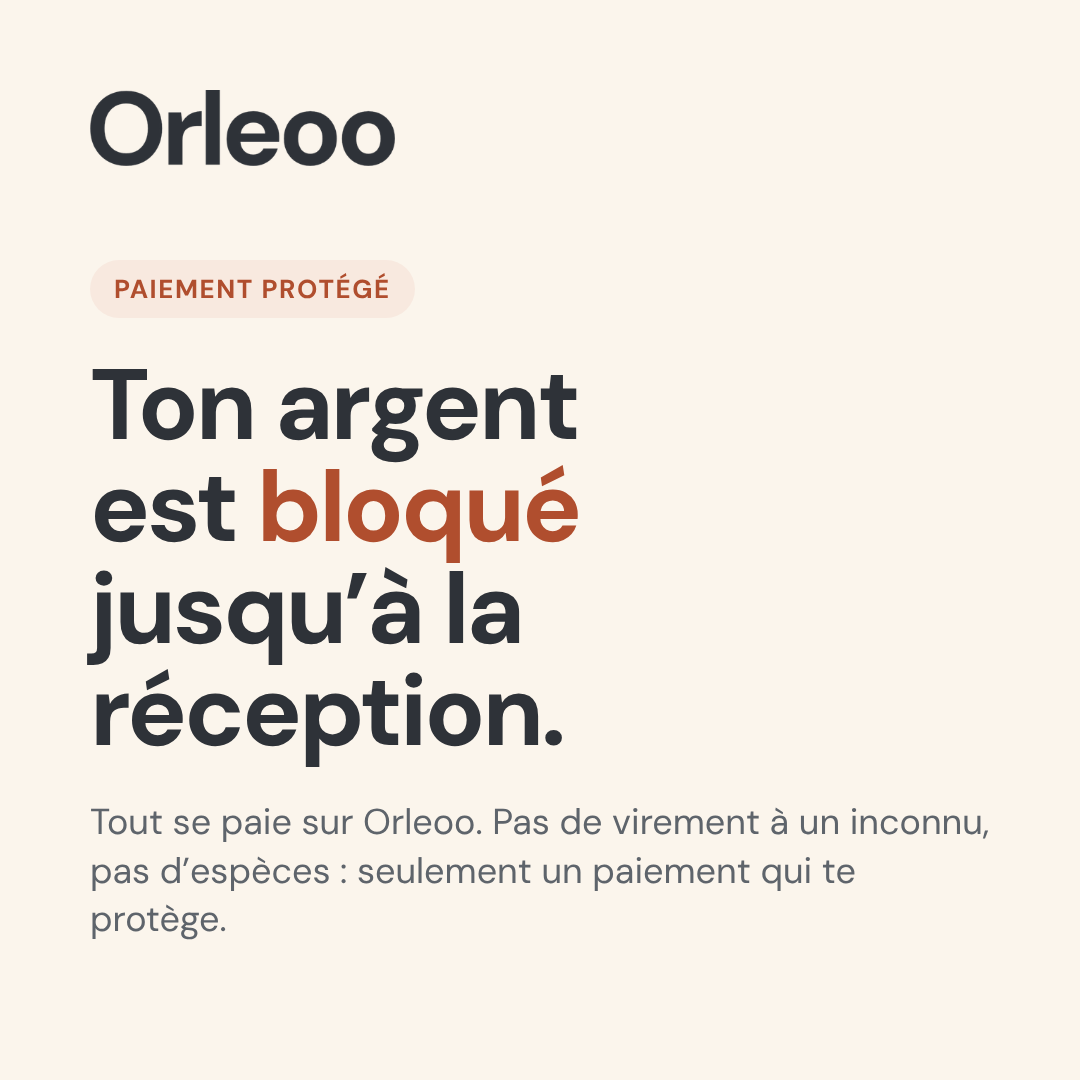 Orleoo
PAIEMENT PROTÉGÉ
Ton argent
est bloqué
jusqu’à la
réception.
Tout se paie sur Orleoo. Pas de virement à un inconnu,
pas d’espèces : seulement un paiement qui te
protège.